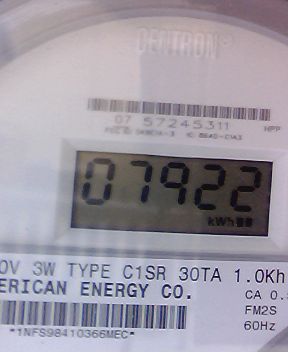 CENTRON®
07 57245311 HPP
07922
kWh
0V 3W TYPE C1SR 30TA 1.0Kh
ERICAN ENERGY CO.
CA 0.
FM2S
*1NFS98410366MEC* 60Hz